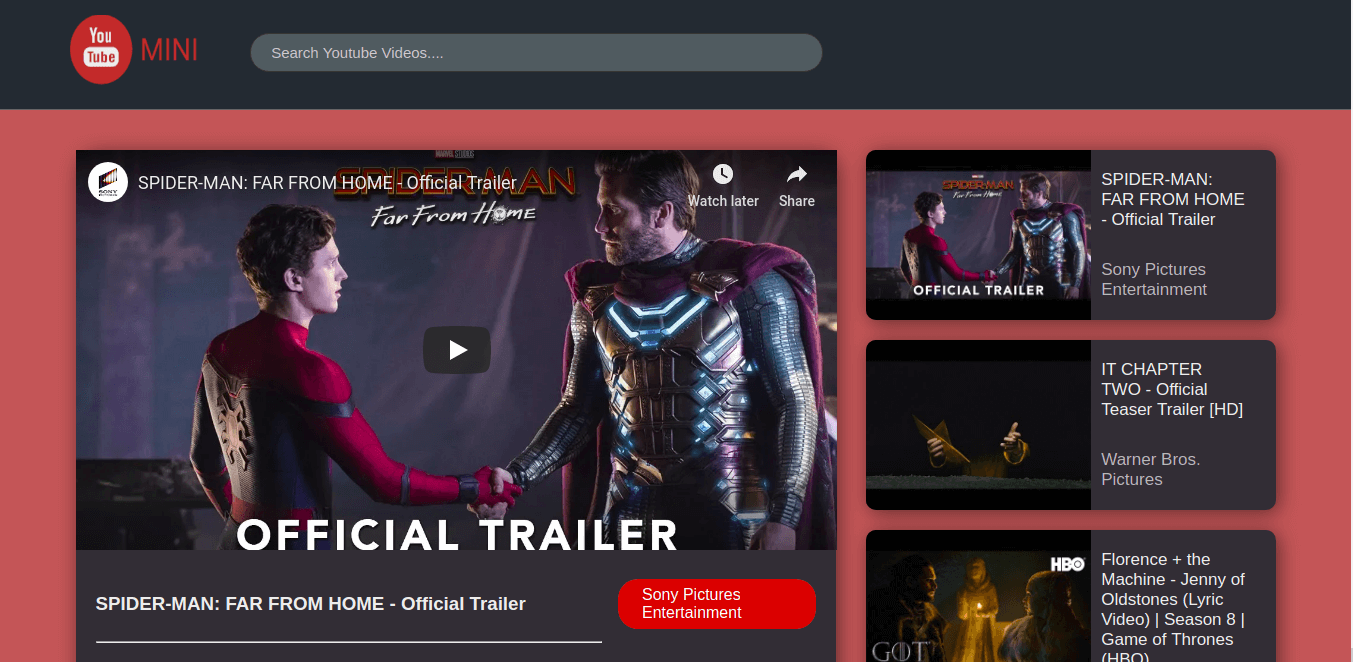 You
Tube
MINI
Search Youtube Videos....
MARVEL STUDIOS
SPIDER-MAN
Far From Home
SONY
PICTURES
SPIDER-MAN: FAR FROM HOME - Official Trailer
Watch later
Share
OFFICIAL TRAILER
SPIDER-MAN: FAR FROM HOME - Official Trailer
Sony Pictures
Entertainment
SPIDER-MAN
Far From Home
OFFICIAL TRAILER
SPIDER-MAN:
FAR FROM HOME
- Official Trailer
Sony Pictures
Entertainment
IT CHAPTER
TWO - Official
Teaser Trailer [HD]
Warner Bros.
Pictures
HBO
GOT
Florence + the
Machine - Jenny of
Oldstones (Lyric
Video) | Season 8 |
Game of Thrones
(HBO)